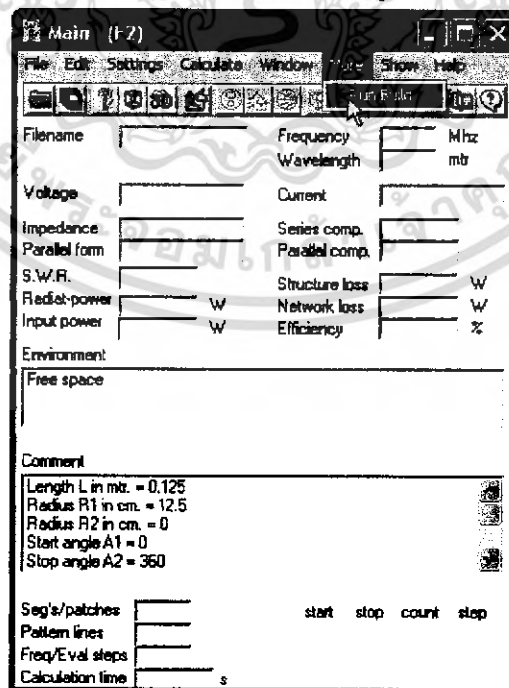 Main (F2)
File Edit Settings Calculate Window Show Help
Run
Filename
Frequency Mhz
Wavelength mtr
Voltage
Current
Impedance
Series comp.
Parallel form
Parallel comp.
S.W.R.
Structure loss W
Radiat-power W
Network loss W
Input power W
Efficiency %
Environment
Free space
Comment
Length L in mtr. = 0.125
Radius R1 in cm. = 12.5
Radius R2 in cm. = 0
Start angle A1 = 0
Stop angle A2 = 360
Seg's/patches
start stop count step
Pattern lines
Freq/Eval steps
Calculation time s